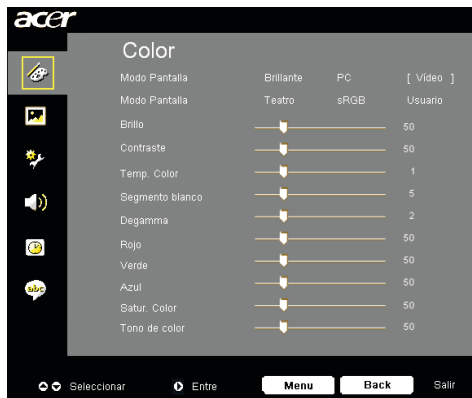 acer
Color
Modo Pantalla Brillante PC [ Vídeo ]
Modo Pantalla Teatro sRGB Usuario
Brillo 50
Contraste 50
Temp. Color 1
Segmento blanco 5
Degamma 2
Rojo 50
Verde 50
Azul 50
Satur. Color 50
Tono de color 50
abc
Seleccionar Entre Menu Back Salir